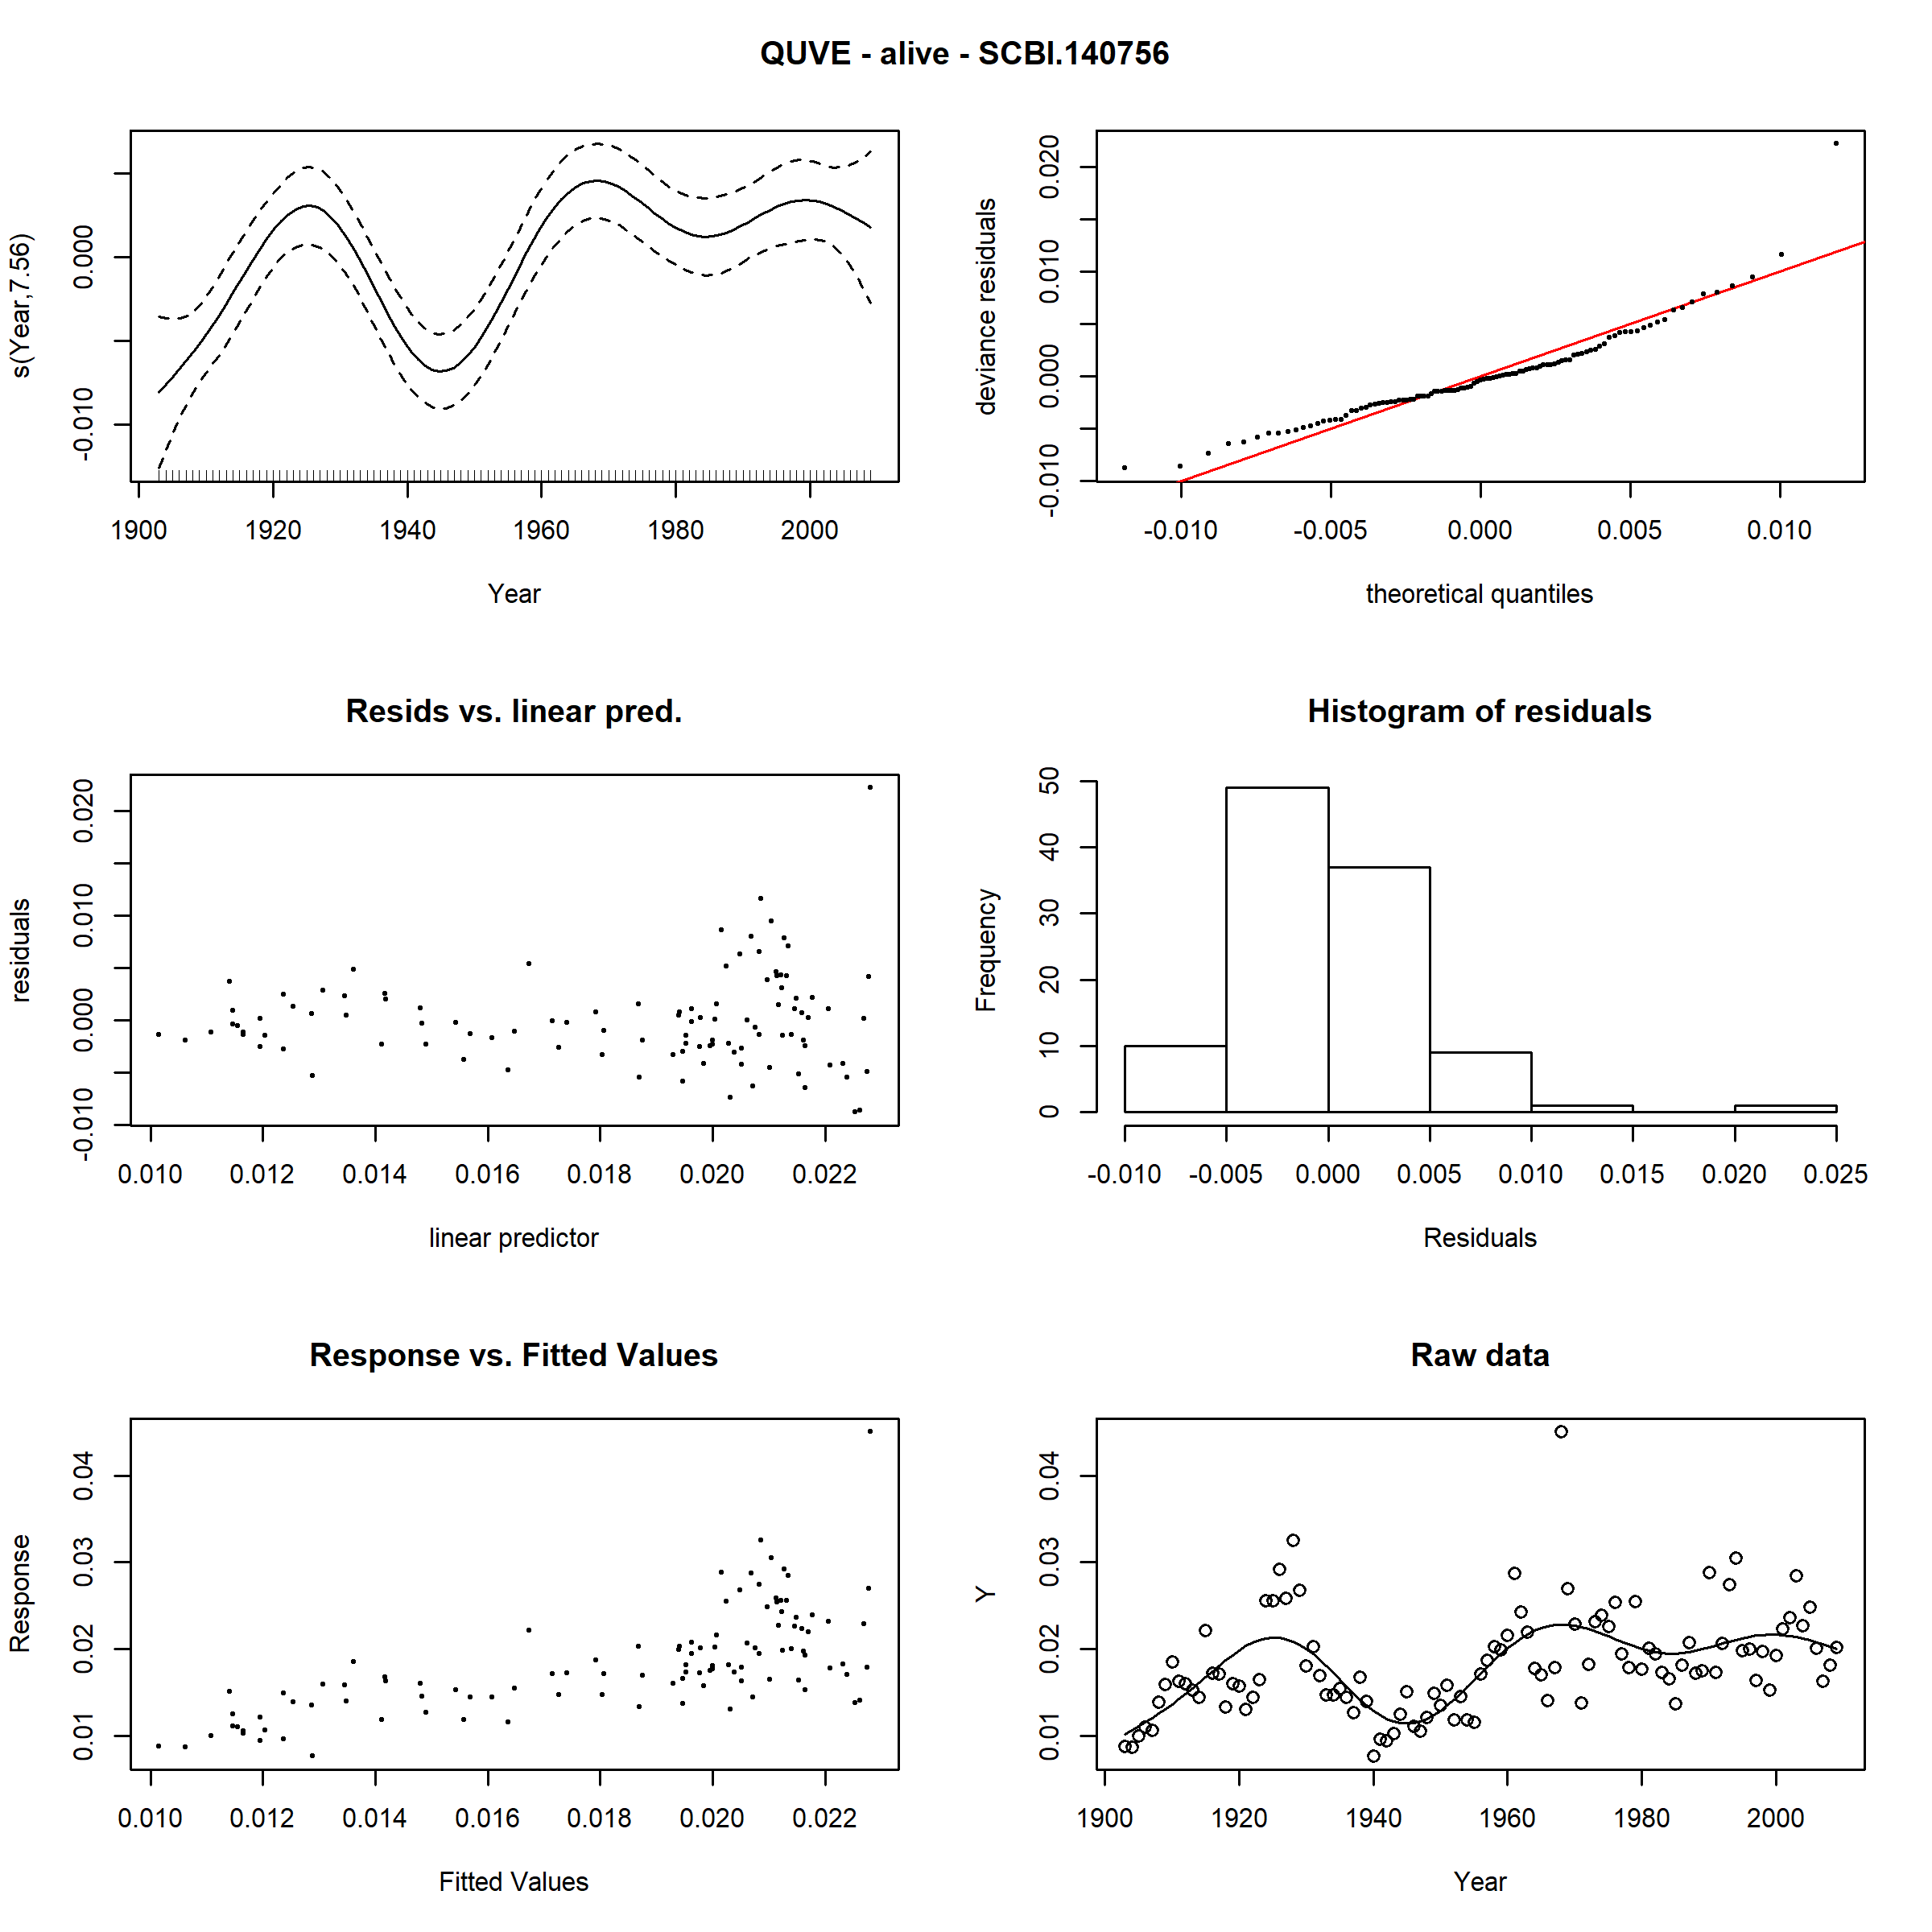 QUVE - alive - SCBI.140756
s(Year,7.56)
0.000
-0.010
1900 1920 1940 1960 1980 2000
Year
deviance residuals
0.020
0.010
0.000
-0.010
-0.010 -0.005 0.000 0.005 0.010
theoretical quantiles
Resids vs. linear pred.
residuals
0.020
0.010
0.000
-0.010
0.010 0.012 0.014 0.016 0.018 0.020 0.022
linear predictor
Histogram of residuals
Frequency
50
40
30
20
10
0
-0.010 -0.005 0.000 0.005 0.010 0.015 0.020 0.025
Residuals
Response vs. Fitted Values
Response
0.04
0.03
0.02
0.01
0.010 0.012 0.014 0.016 0.018 0.020 0.022
Fitted Values
Raw data
Y
0.04
0.03
0.02
0.01
1900 1920 1940 1960 1980 2000
Year